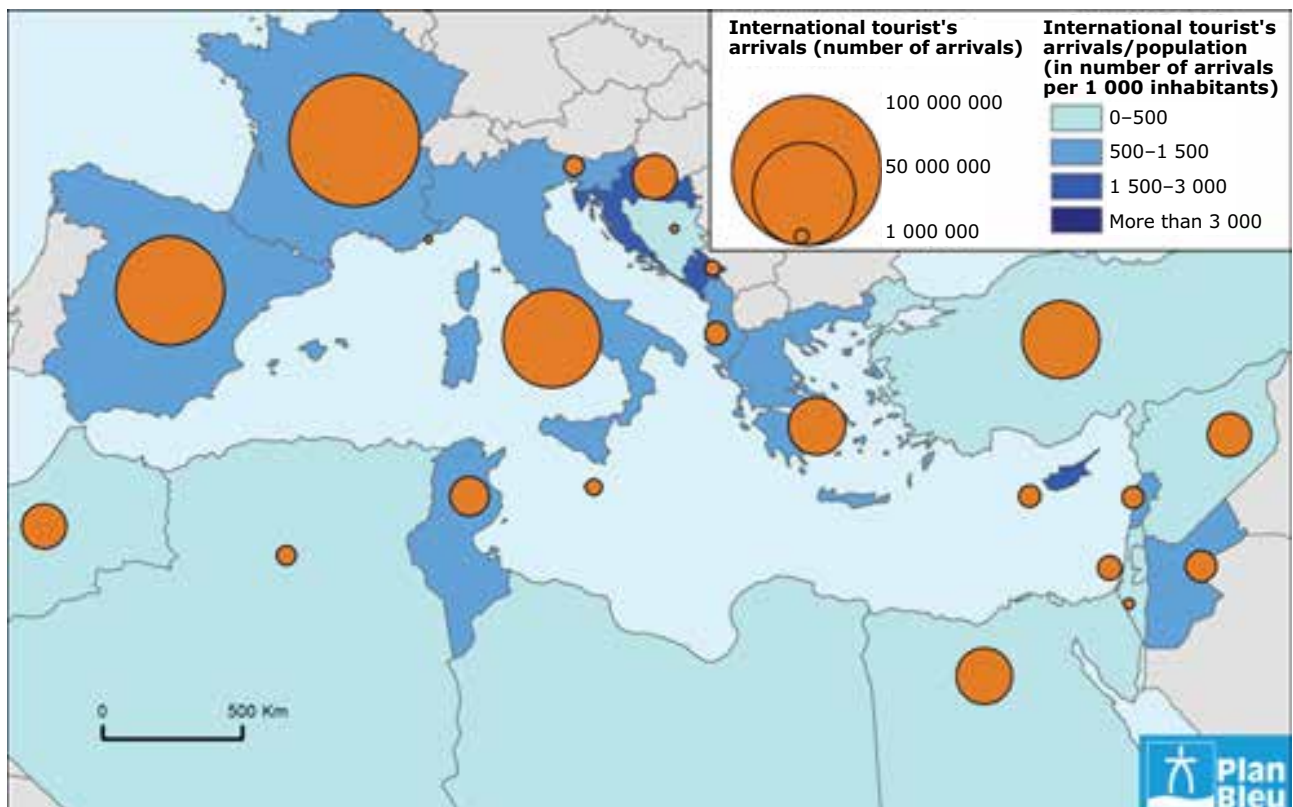 International tourist's
arrivals (number of arrivals)
100 000 000
50 000 000
1 000 000
International tourist's
arrivals/population
(in number of arrivals
per 1 000 inhabitants)
0–500
500–1 500
1 500–3 000
More than 3 000
0 500 Km
Plan
Bleu